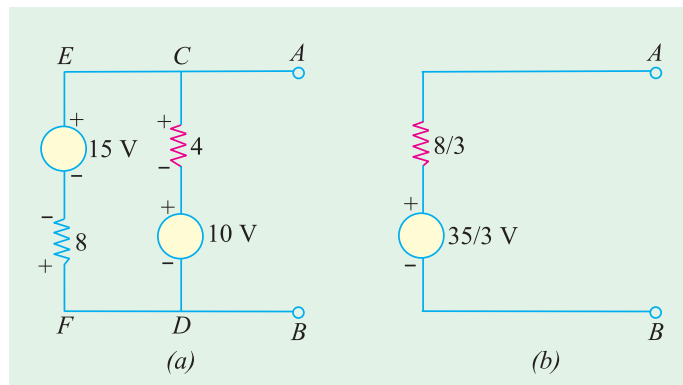 E C A
+ 15 V -
- 8 +
+ 4 -
+ 10 V -
F D B
(a)
A
8/3
+ 35/3 V -
B
(b)